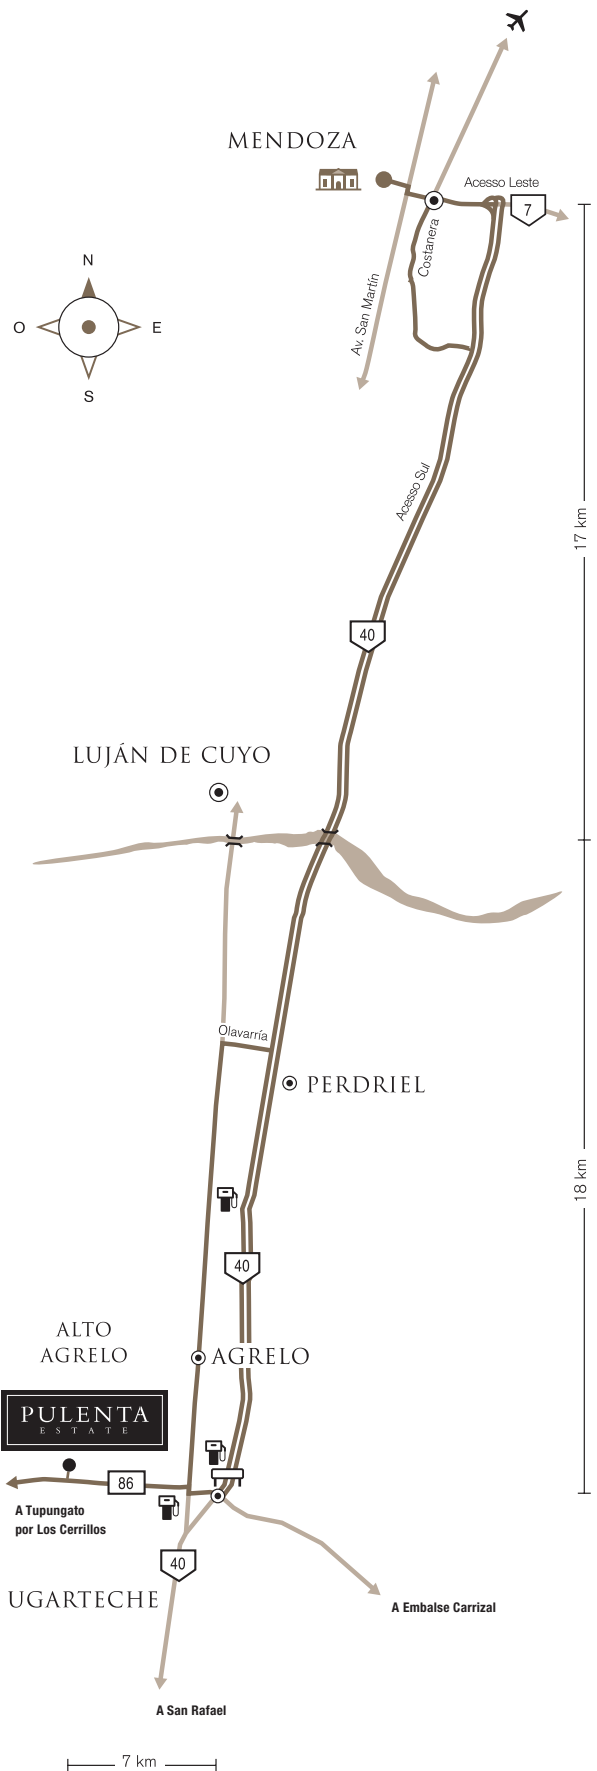 MENDOZA
Acesso Leste
7
Costanera
Av. San Martín
N
O
E
S
Acesso Sul
17 km
40
LUJÁN DE CUYO
Olavarría
PERDRIEL
18 km
40
ALTO
AGRELO
AGRELO
PULENTA
ESTATE
86
A Tupungato
por Los Cerrillos
40
UGARTECHE
A Embalse Carrizal
A San Rafael
7 km